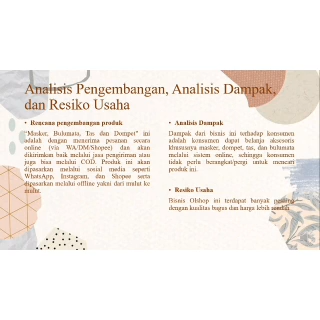 Analisis Pengembangan, Analisis Dampak,
dan Resiko Usaha
• Rencana pengembangan produk
"Masker, Bulumata, Tas dan Dompet" ini
adalah dengan menerima pesanan secara
online (via WA/DM/Shopee) dan akan
dikirimkan baik melalui jasa pengiriman atau
juga bisa melalui COD. Produk ini akan
dipasarkan melalui sosial media seperti
WhatsApp, Instagram, dan Shopee serta
dipasarkan melalui offline yakni dari mulut ke
mulut.
• Analisis Dampak
Dampak dari bisnis ini terhadap konsumen
adalah konsumen dapat belanja aksesoris
khususnya masker, dompet, tas, dan bulumata
melalui sistem online, sehingga konsumen
tidak perlu berangkat/pergi untuk mencari
produk ini.
• Resiko Usaha
Bisnis Olshop ini terdapat banyak pesaing
dengan kualitas bagus dan harga lebih rendah.